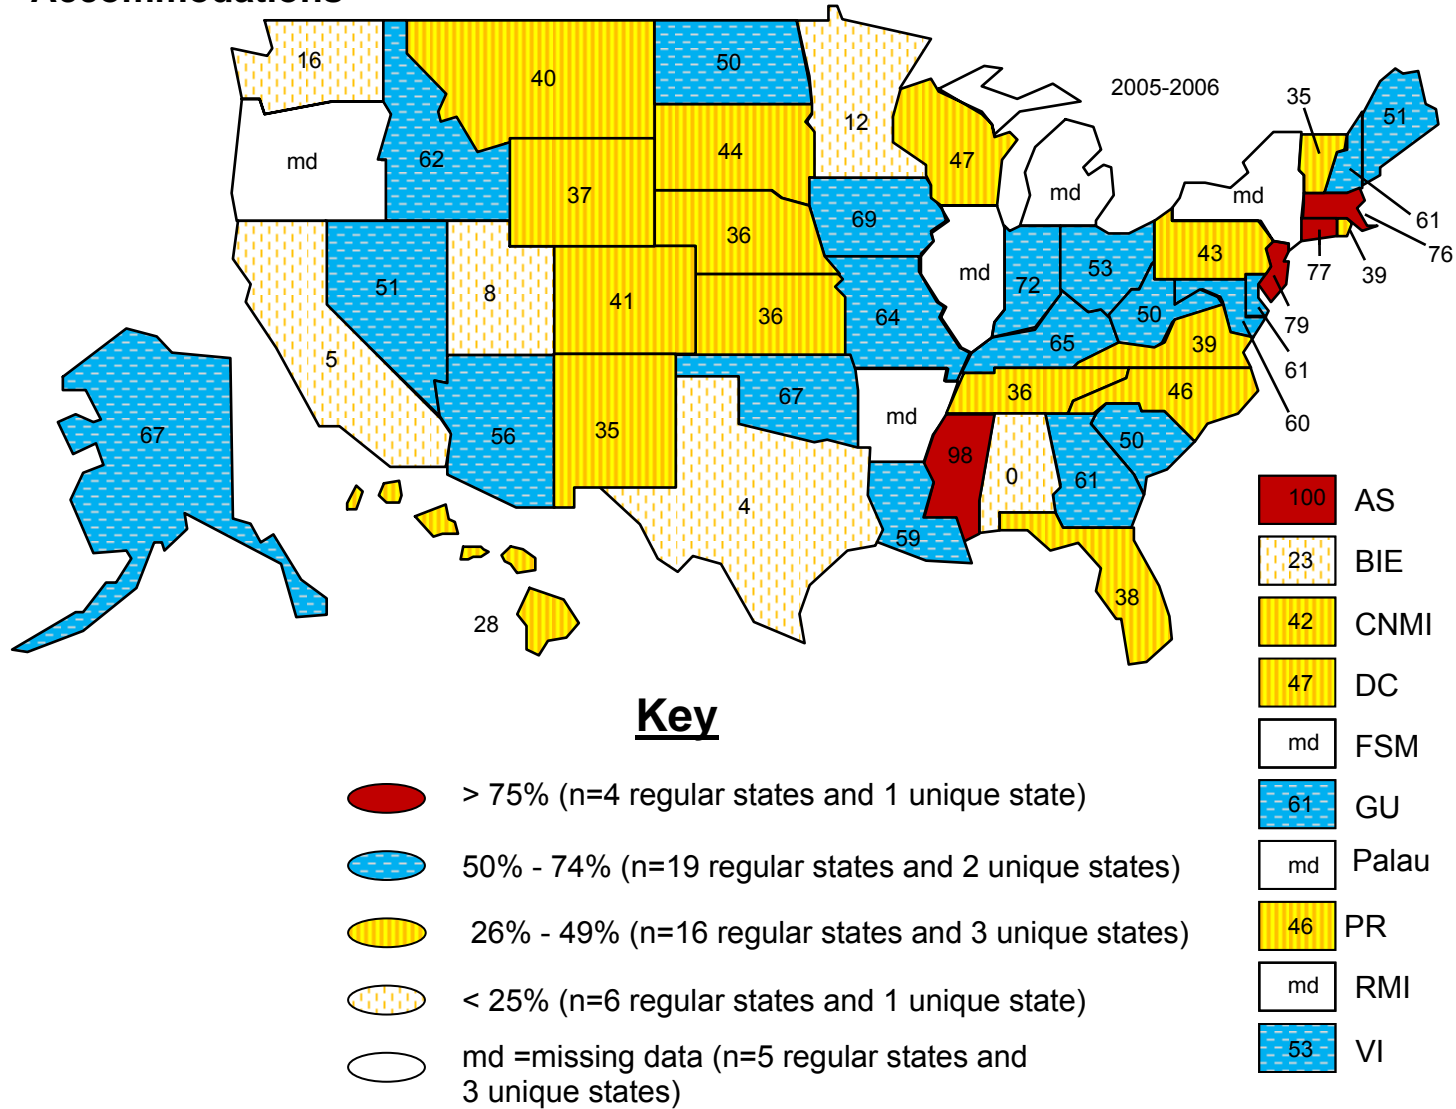 Accommodations
2005-2006
16
40
50
12
35
51
md
62
44
47
md
md
37
61
76
69
36
43
77
39
51
8
41
md
72
53
79
36
64
50
65
39
61
5
36
46
60
67
56
35
67
md
50
98
0
61
4
59
38
28
100 AS
23 BIE
42 CNMI
47 DC
md FSM
61 GU
md Palau
46 PR
md RMI
53 VI
Key
> 75% (n=4 regular states and 1 unique state)
50% - 74% (n=19 regular states and 2 unique states)
26% - 49% (n=16 regular states and 3 unique states)
< 25% (n=6 regular states and 1 unique state)
md =missing data (n=5 regular states and
3 unique states)